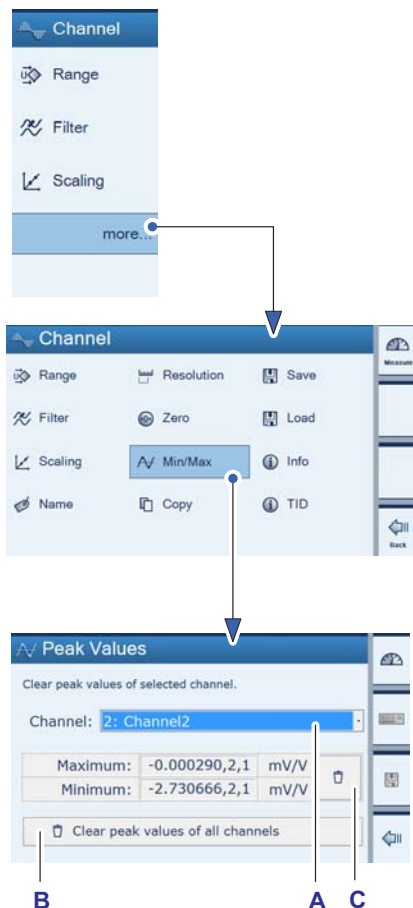 Channel
Range
Filter
Scaling
more...
Channel
Range Resolution Save
Filter Zero Load
Scaling Min/Max Info
Name Copy TID
Measure
Back
Peak Values
Clear peak values of selected channel.
Channel: 2: Channel2
Maximum: -0.000290,2,1 mV/V
Minimum: -2.730666,2,1 mV/V
Clear peak values of all channels
B A C